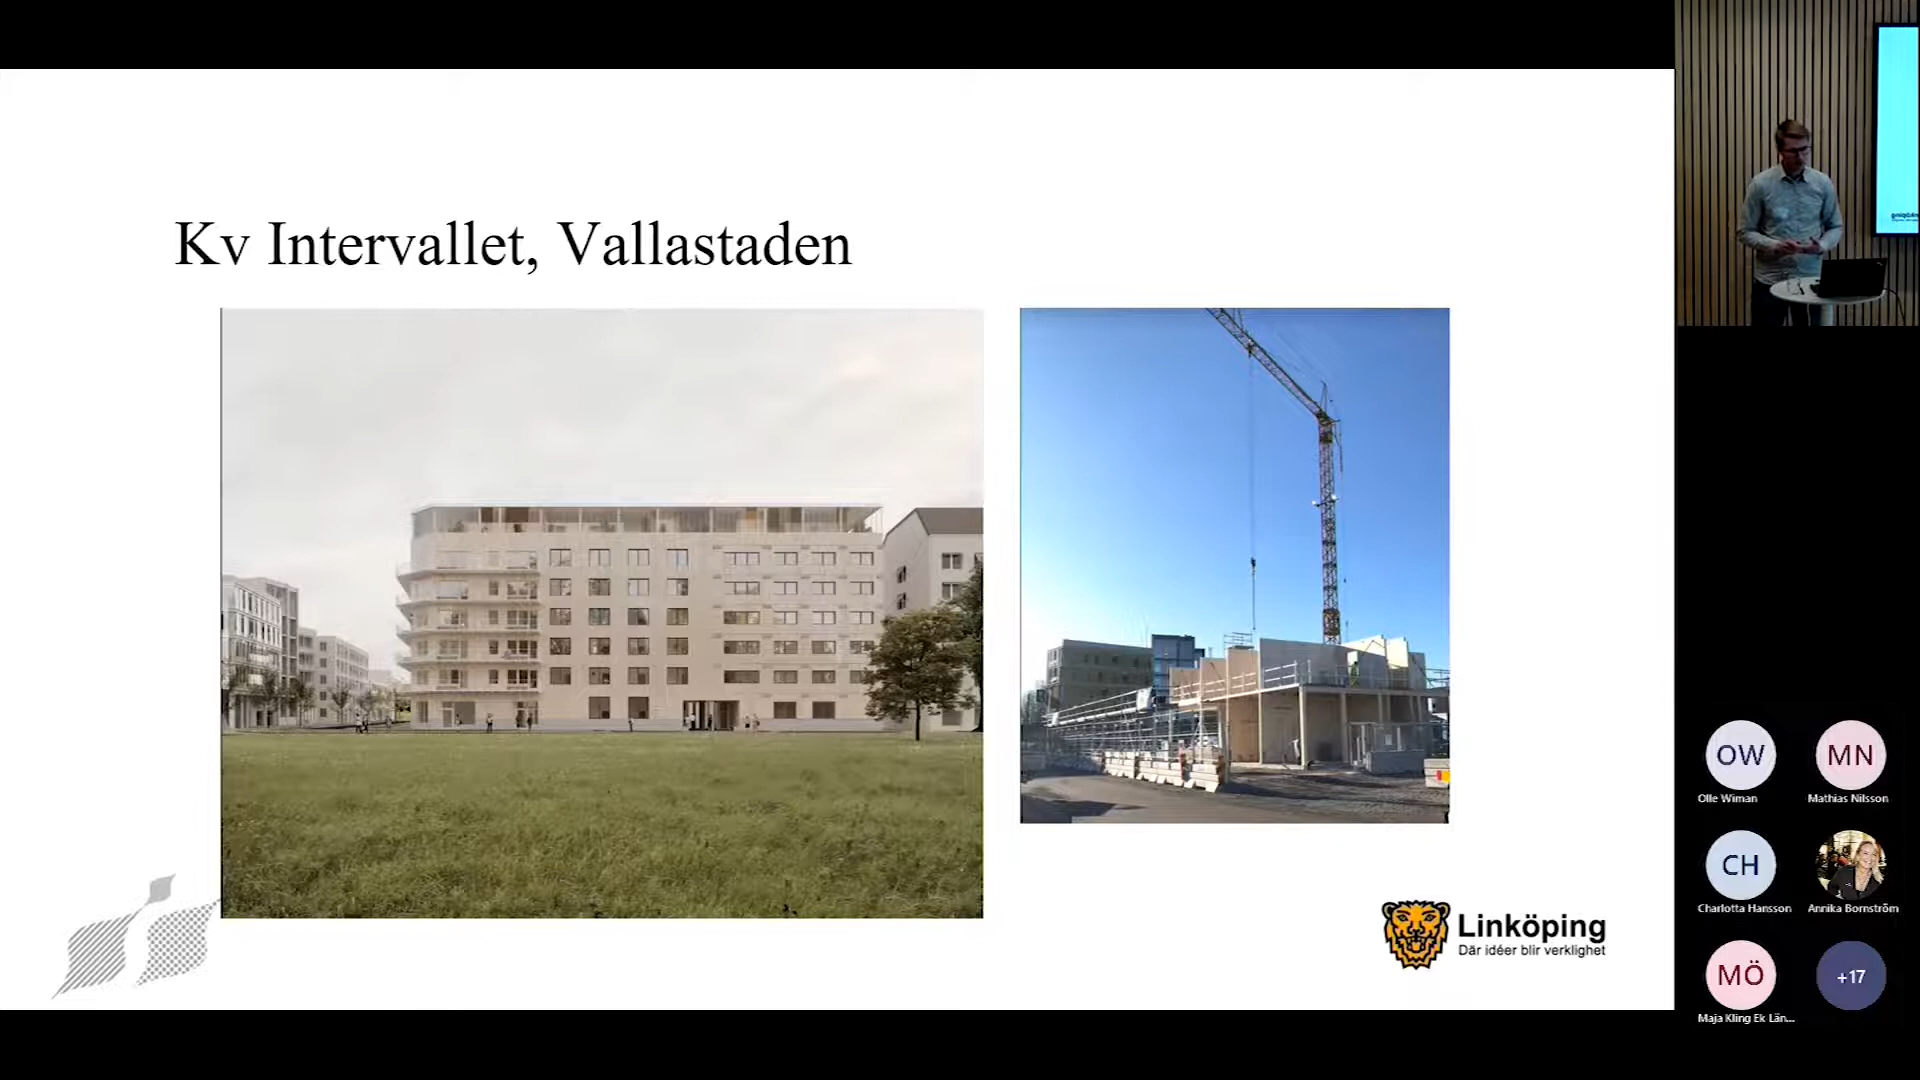 Kv Intervallet, Vallastaden
Linköping
Där idéer blir verklighet
OW
Olle Wiman
MN
Mathias Nilsson
CH
Charlotta Hansson
Annika Bornström
MÖ
Maja Kling Ek Län...
+17